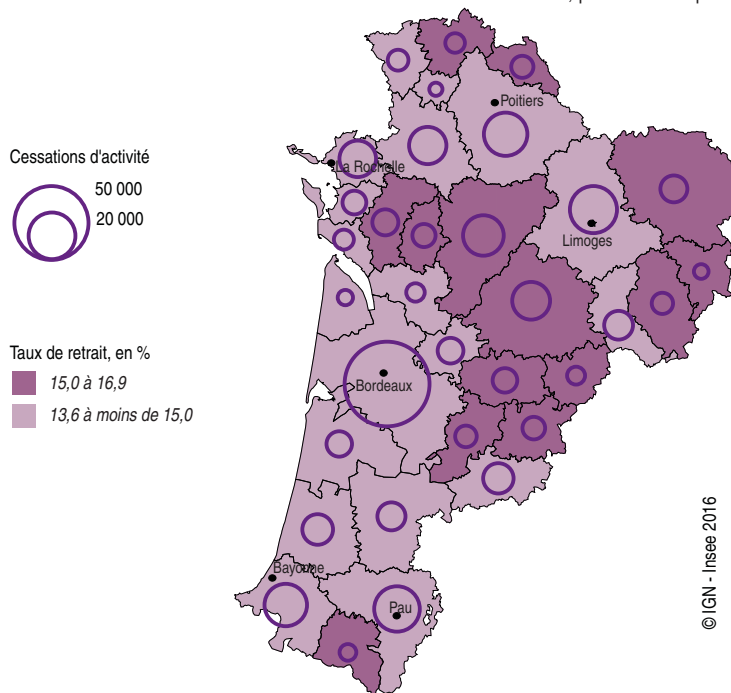 Poitiers
Cessations d'activité
La Rochelle
50 000
20 000
Limoges
Taux de retrait, en %
15,0 à 16,9
Bordeaux
13,6 à moins de 15,0
Bayonne
Pau
© IGN - Insee 2016